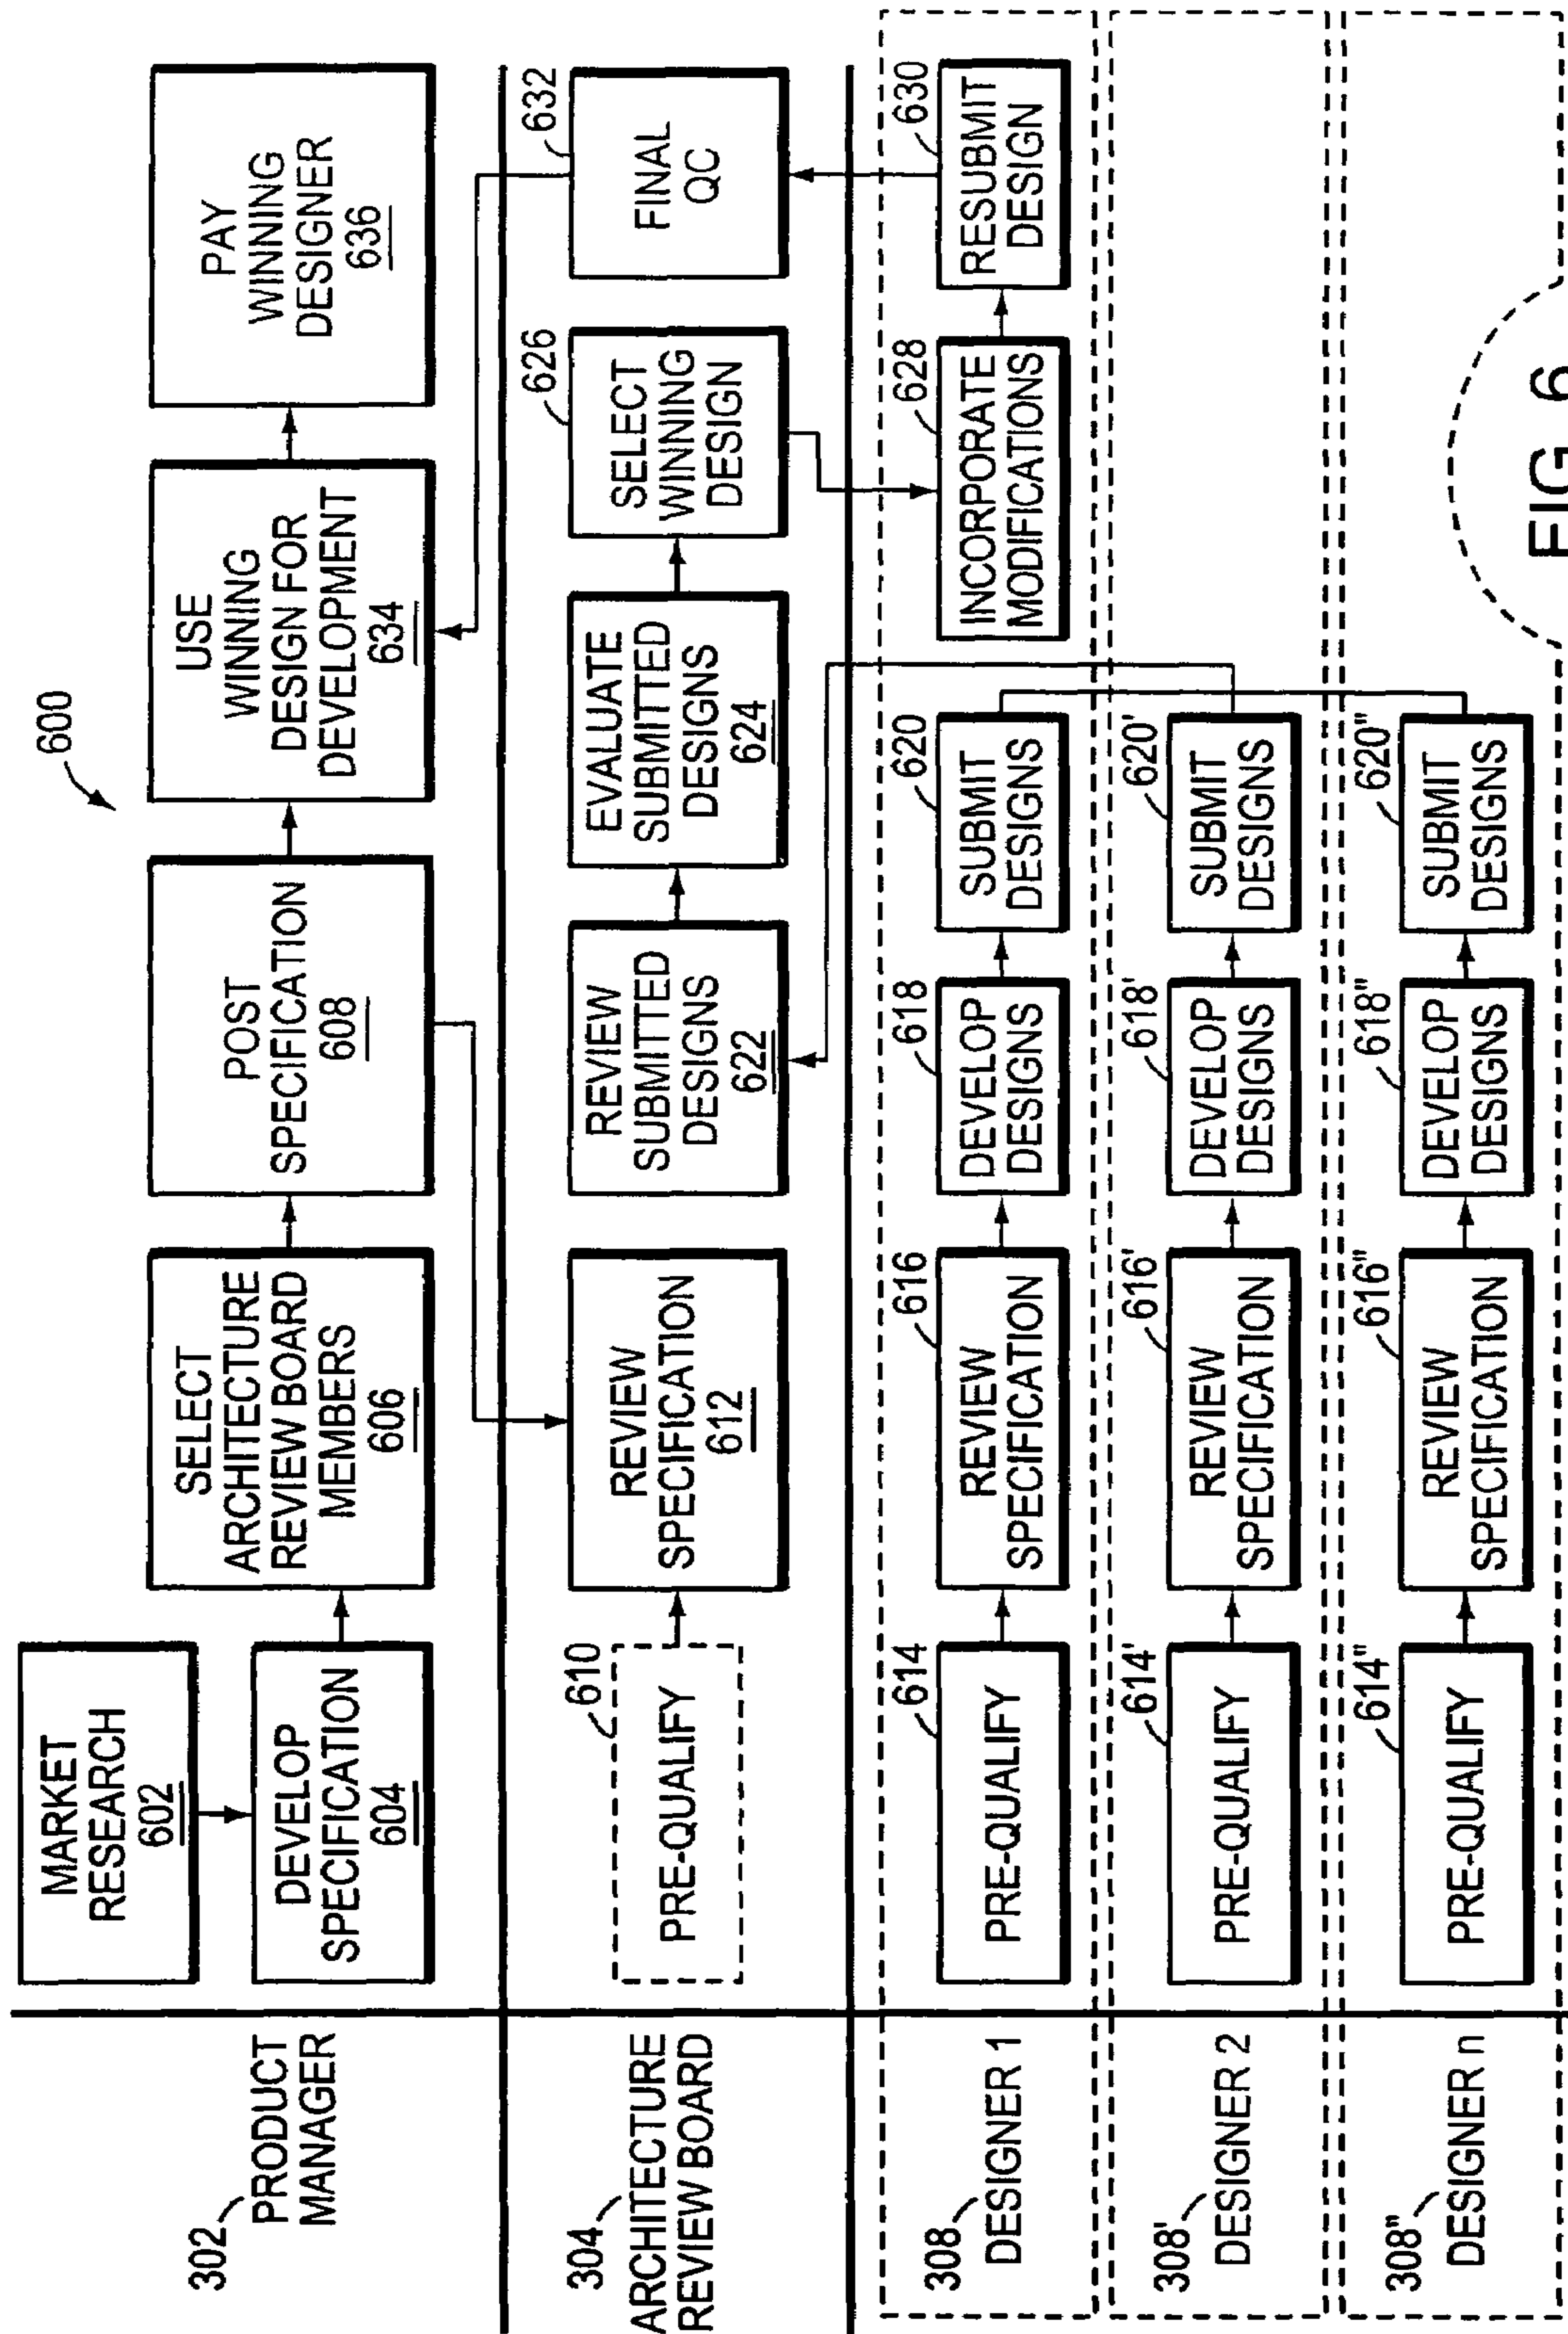 600
302
PRODUCT
MANAGER
MARKET
RESEARCH
602
DEVELOP
SPECIFICATION
604
SELECT
ARCHITECTURE
REVIEW BOARD
MEMBERS
606
POST
SPECIFICATION
608
USE
WINNING
DESIGN FOR
DEVELOPMENT
634
PAY
WINNING
DESIGNER
636
304
ARCHITECTURE
REVIEW BOARD
610
PRE-QUALIFY
REVIEW
SPECIFICATION
612
REVIEW
SUBMITTED
DESIGNS
622
EVALUATE
SUBMITTED
DESIGNS
624
626
SELECT
WINNING
DESIGN
632
FINAL
QC
308
DESIGNER 1
614
PRE-QUALIFY
616
REVIEW
SPECIFICATION
618
DEVELOP
DESIGNS
620
SUBMIT
DESIGNS
628
INCORPORATE
MODIFICATIONS
630
RESUBMIT
DESIGN
308'
DESIGNER 2
614'
PRE-QUALIFY
616'
REVIEW
SPECIFICATION
618'
DEVELOP
DESIGNS
620'
SUBMIT
DESIGNS
308"
DESIGNER n
614"
PRE-QUALIFY
616"
REVIEW
SPECIFICATION
618"
DEVELOP
DESIGNS
620"
SUBMIT
DESIGNS
FIG 6